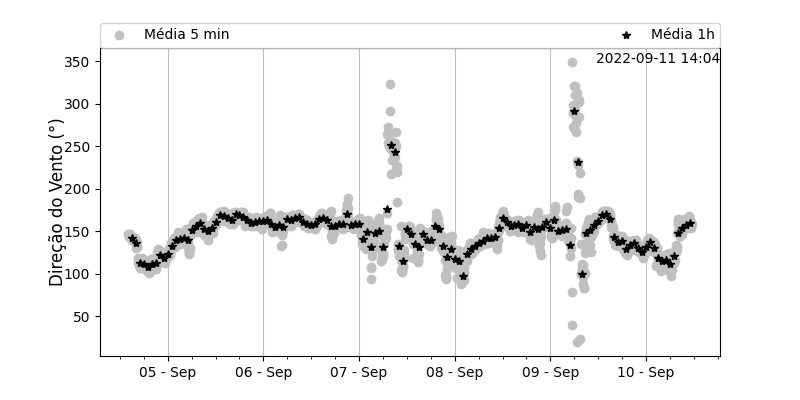 Média 5 min
Média 1h
2022-09-11 14:04
Direção do Vento (°)
350
300
250
200
150
100
50
05 - Sep
06 - Sep
07 - Sep
08 - Sep
09 - Sep
10 - Sep